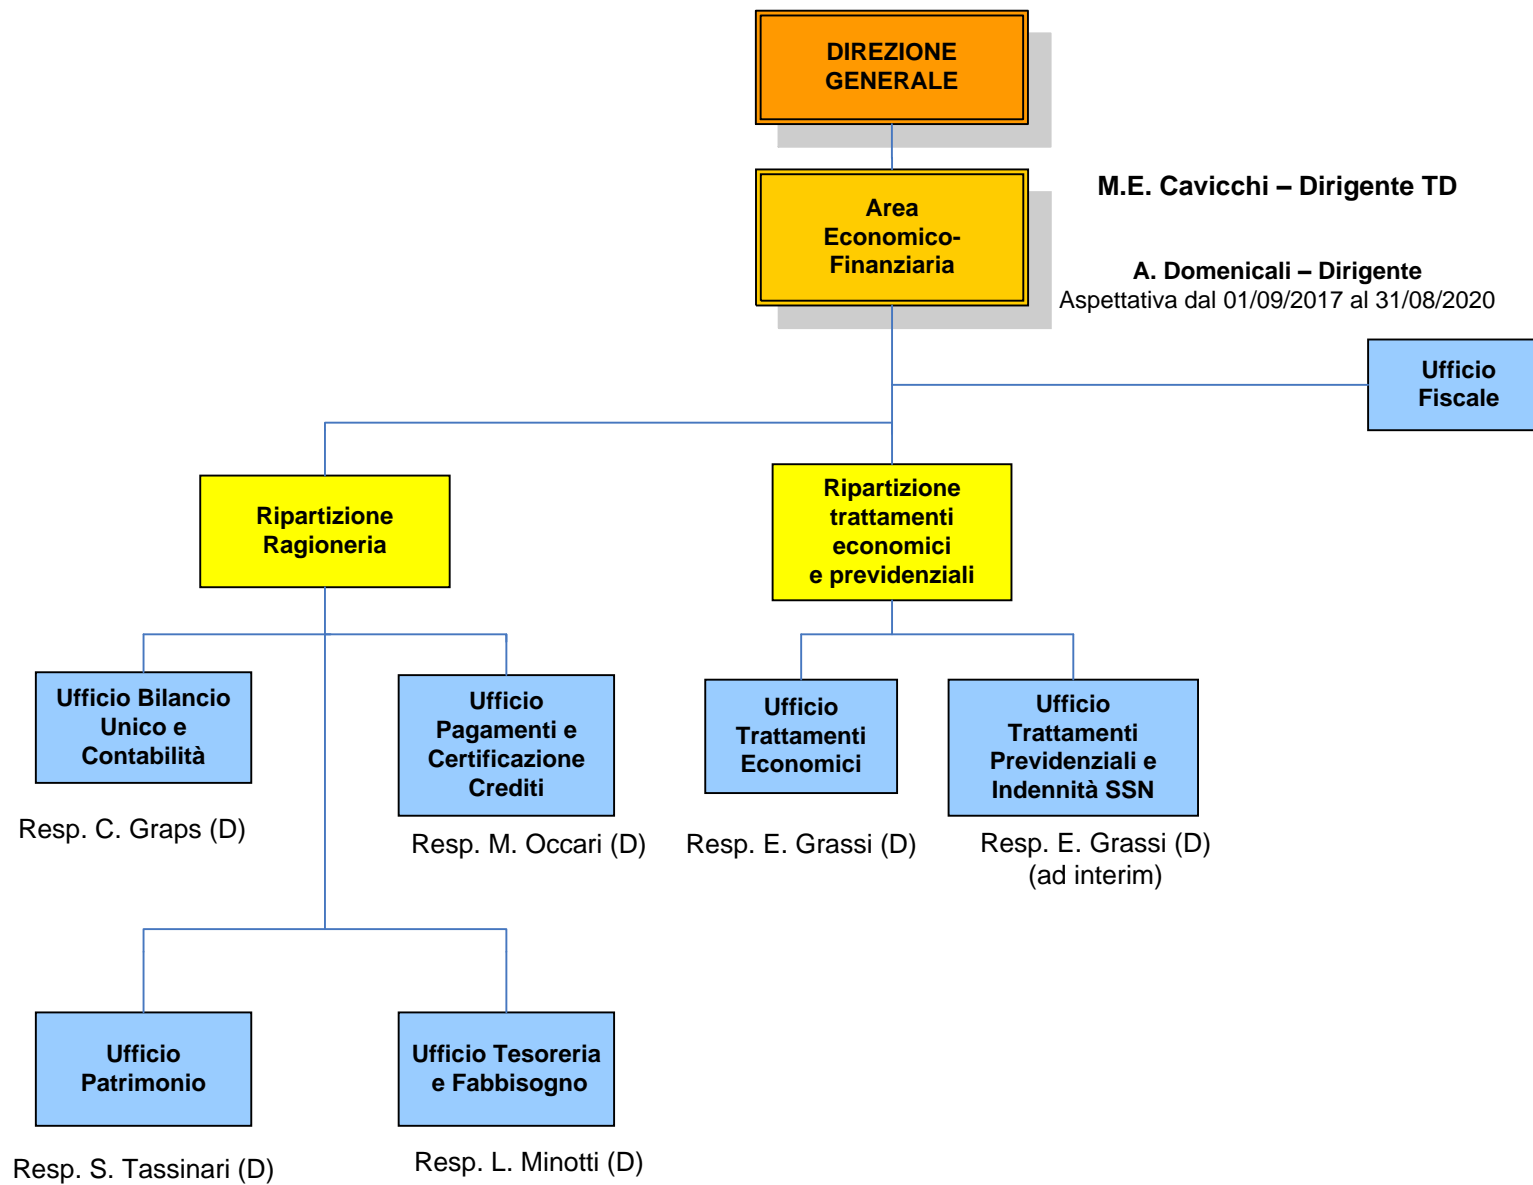 DIREZIONE
GENERALE
Area
Economico-
Finanziaria
M.E. Cavicchi – Dirigente TD
A. Domenicali – Dirigente
Aspettativa dal 01/09/2017 al 31/08/2020
Ufficio
Fiscale
Ripartizione
Ragioneria
Ripartizione
trattamenti
economici
e previdenziali
Ufficio Bilancio
Unico e
Contabilità
Resp. C. Graps (D)
Ufficio
Pagamenti e
Certificazione
Crediti
Resp. M. Occari (D)
Ufficio
Trattamenti
Economici
Resp. E. Grassi (D)
Ufficio
Trattamenti
Previdenziali e
Indennità SSN
Resp. E. Grassi (D)
(ad interim)
Ufficio
Patrimonio
Resp. S. Tassinari (D)
Ufficio Tesoreria
e Fabbisogno
Resp. L. Minotti (D)